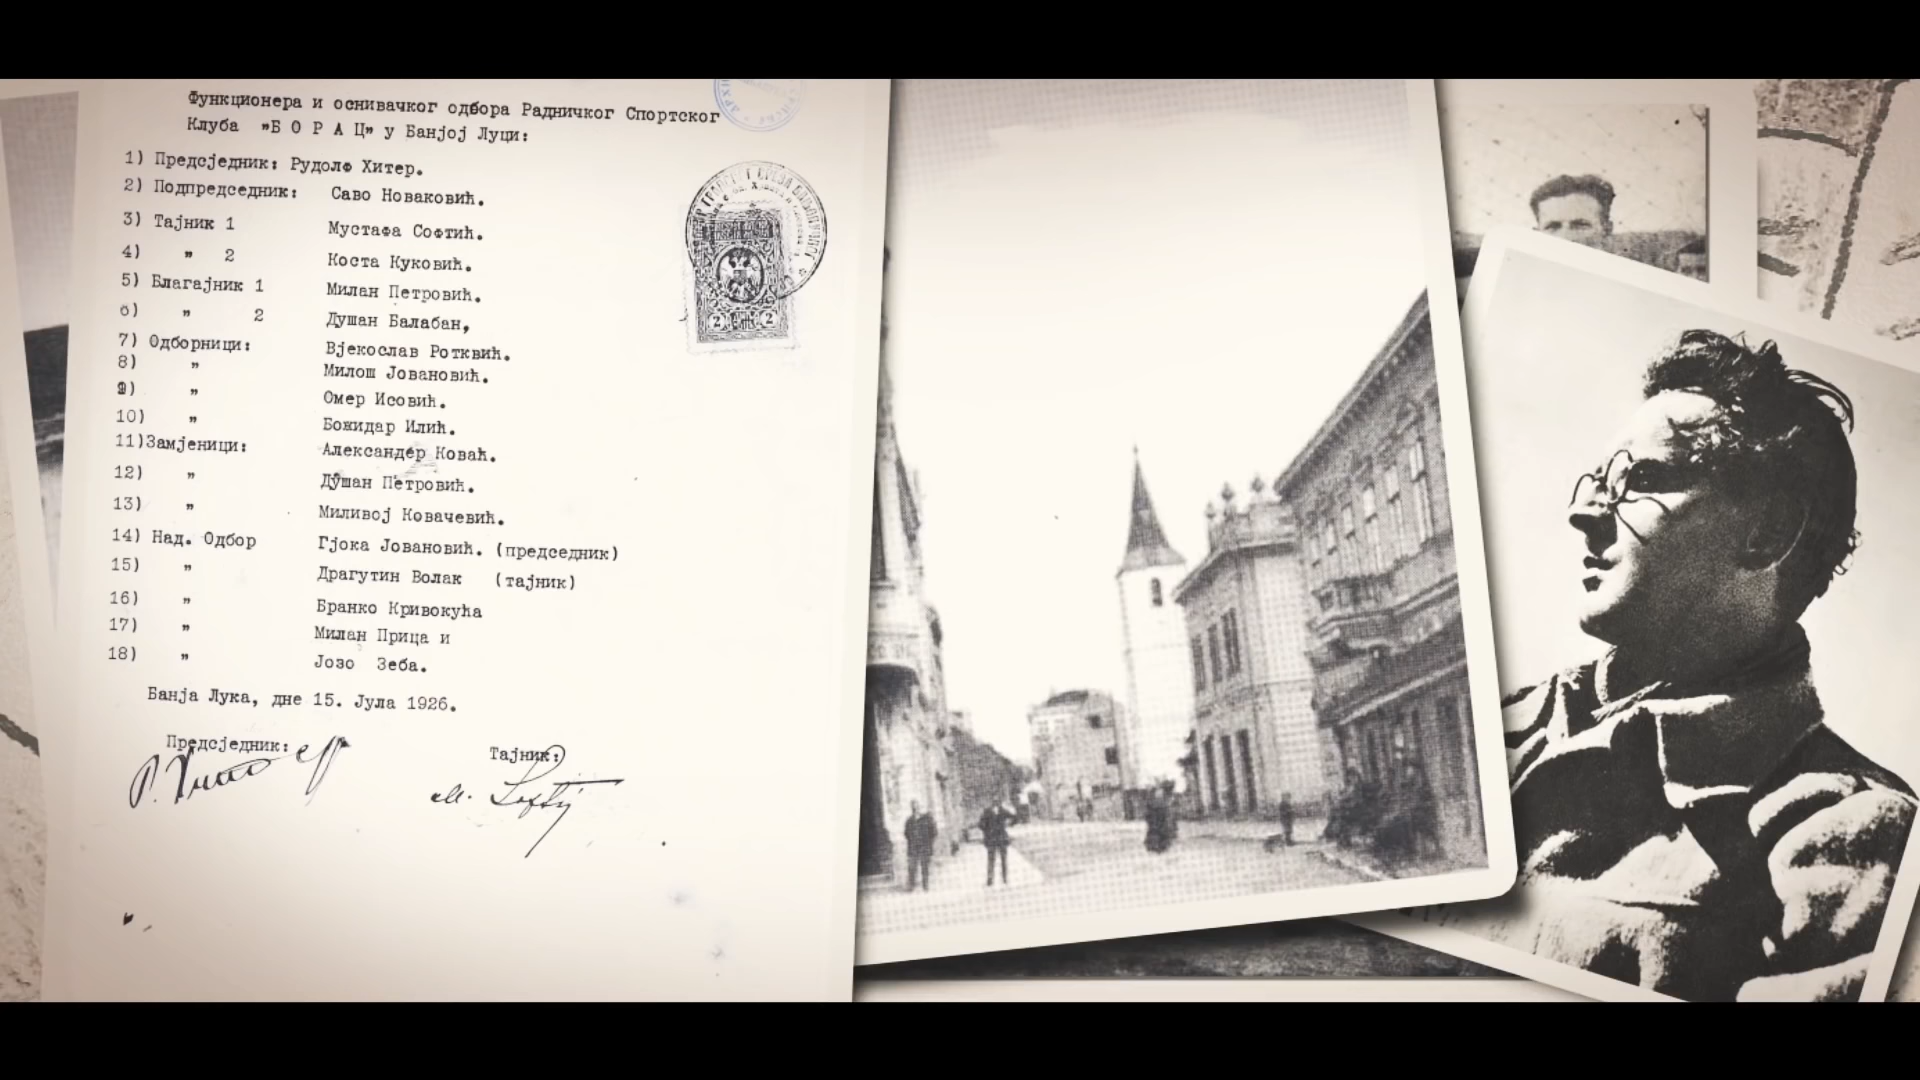 Функционера и оснивачког одбора Радничког Спортског
Клуба "Б О Р А Ц" у Бањој Луци:
1) Предсједник: Рудолф Хитер.
2) Подпредседник: Саво Новаковић.
3) Тајник 1 Мустафа Софтић.
4) " 2 Коста Куковић.
5) Благајник 1 Милан Петровић.
6) " 2 Душан Балабан,
7) Одборници: Вјекослав Ротквић.
8) " Милош Јовановић.
9) " Омер Исовић.
10) " Божидар Илић.
11)Замјеници: Александер Коваћ.
12) " Душан Петровић.
13) " Миливој Ковачевић.
14) Над. Одбор Гјока Јовановић. (председник)
15) " Драгутин Волак (тајник)
16) " Бранко Кривокућа
17) " Милан Прица и
18) " Јозо Зеба.
Бања Лука, дне 15. Јула 1926.
Предсједник: Тајник:
2 2